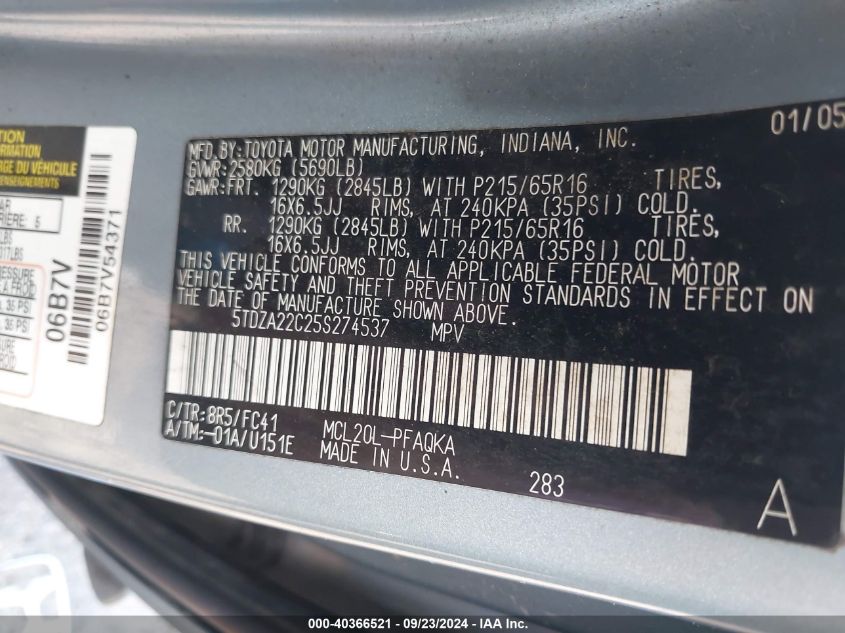 01/05
MFD.BY:TOYOTA MOTOR MANUFACTURING, INDIANA, INC.
GVWR:2580KG (5690LB)
GAWR:FRT. 1290KG (2845LB) WITH P215/65R16 TIRES,
16X6.5JJ RIMS, AT 240KPA (35PSI) COLD.
RR. 1290KG (2845LB) WITH P215/65R16 TIRES,
16X6.5JJ RIMS, AT 240KPA (35PSI) COLD.
THIS VEHICLE CONFORMS TO ALL APPLICABLE FEDERAL MOTOR
VEHICLE SAFETY AND THEFT PREVENTION STANDARDS IN EFFECT ON
THE DATE OF MANUFACTURE SHOWN ABOVE.
5TDZA22C25S274537 MPV
C/TR:8R5/FC41 MCL20L-PFAQKA
A/TM:-01A/U151E MADE IN U.S.A.
283
A
DU VÉHICULE
5
06B7V
06B7V54371
000-40366521 - 09/23/2024 - IAA Inc.